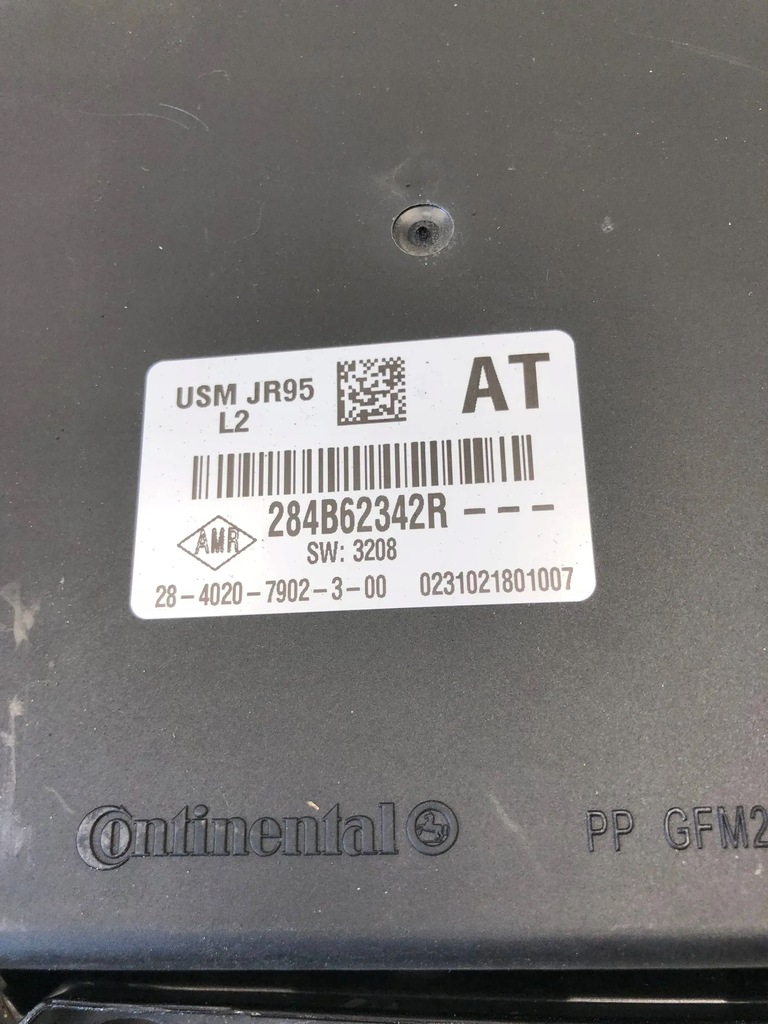 USM JR95
L2
AT
284B62342R ---
AMR
SW: 3208
28-4020-7902-3-00 0231021801007
Continental
PP GFM2